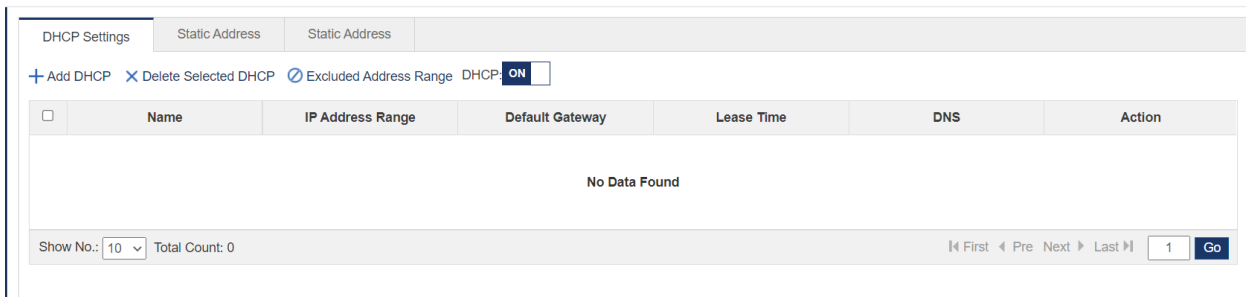 DHCP Settings Static Address Static Address
Add DHCP Delete Selected DHCP Excluded Address Range DHCP: ON
Name IP Address Range Default Gateway Lease Time DNS Action
No Data Found
Show No.: 10 Total Count: 0 First Pre Next Last 1 Go